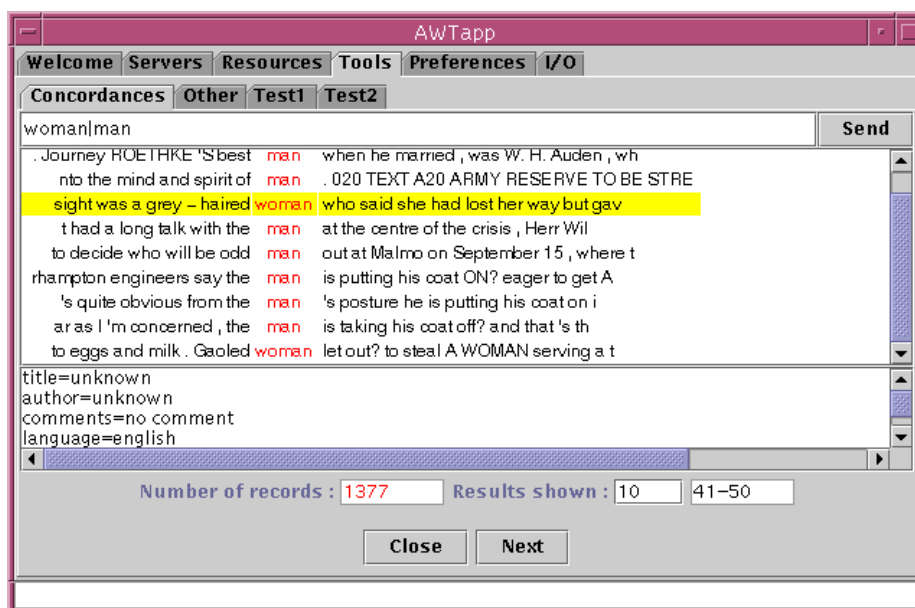 AWTapp
Welcome Servers Resources Tools Preferences I/O
Concordances Other Test1 Test2
woman|man Send
. Journey ROETHKE 'S best man when he married , was W. H. Auden , wh
nto the mind and spirit of man . 020 TEXT A20 ARMY RESERVE TO BE STRE
sight was a grey – haired woman who said she had lost her way but gav
t had a long talk with the man at the centre of the crisis , Herr Wil
to decide who will be odd man out at Malmo on September 15 , where t
rhampton engineers say the man is putting his coat ON? eager to get A
's quite obvious from the man 's posture he is putting his coat on i
ar as I 'm concerned , the man is taking his coat off? and that 's th
to eggs and milk . Gaoled woman let out? to steal A WOMAN serving a t
title=unknown
author=unknown
comments=no comment
language=english
Number of records : 1377 Results shown : 10 41–50
Close Next